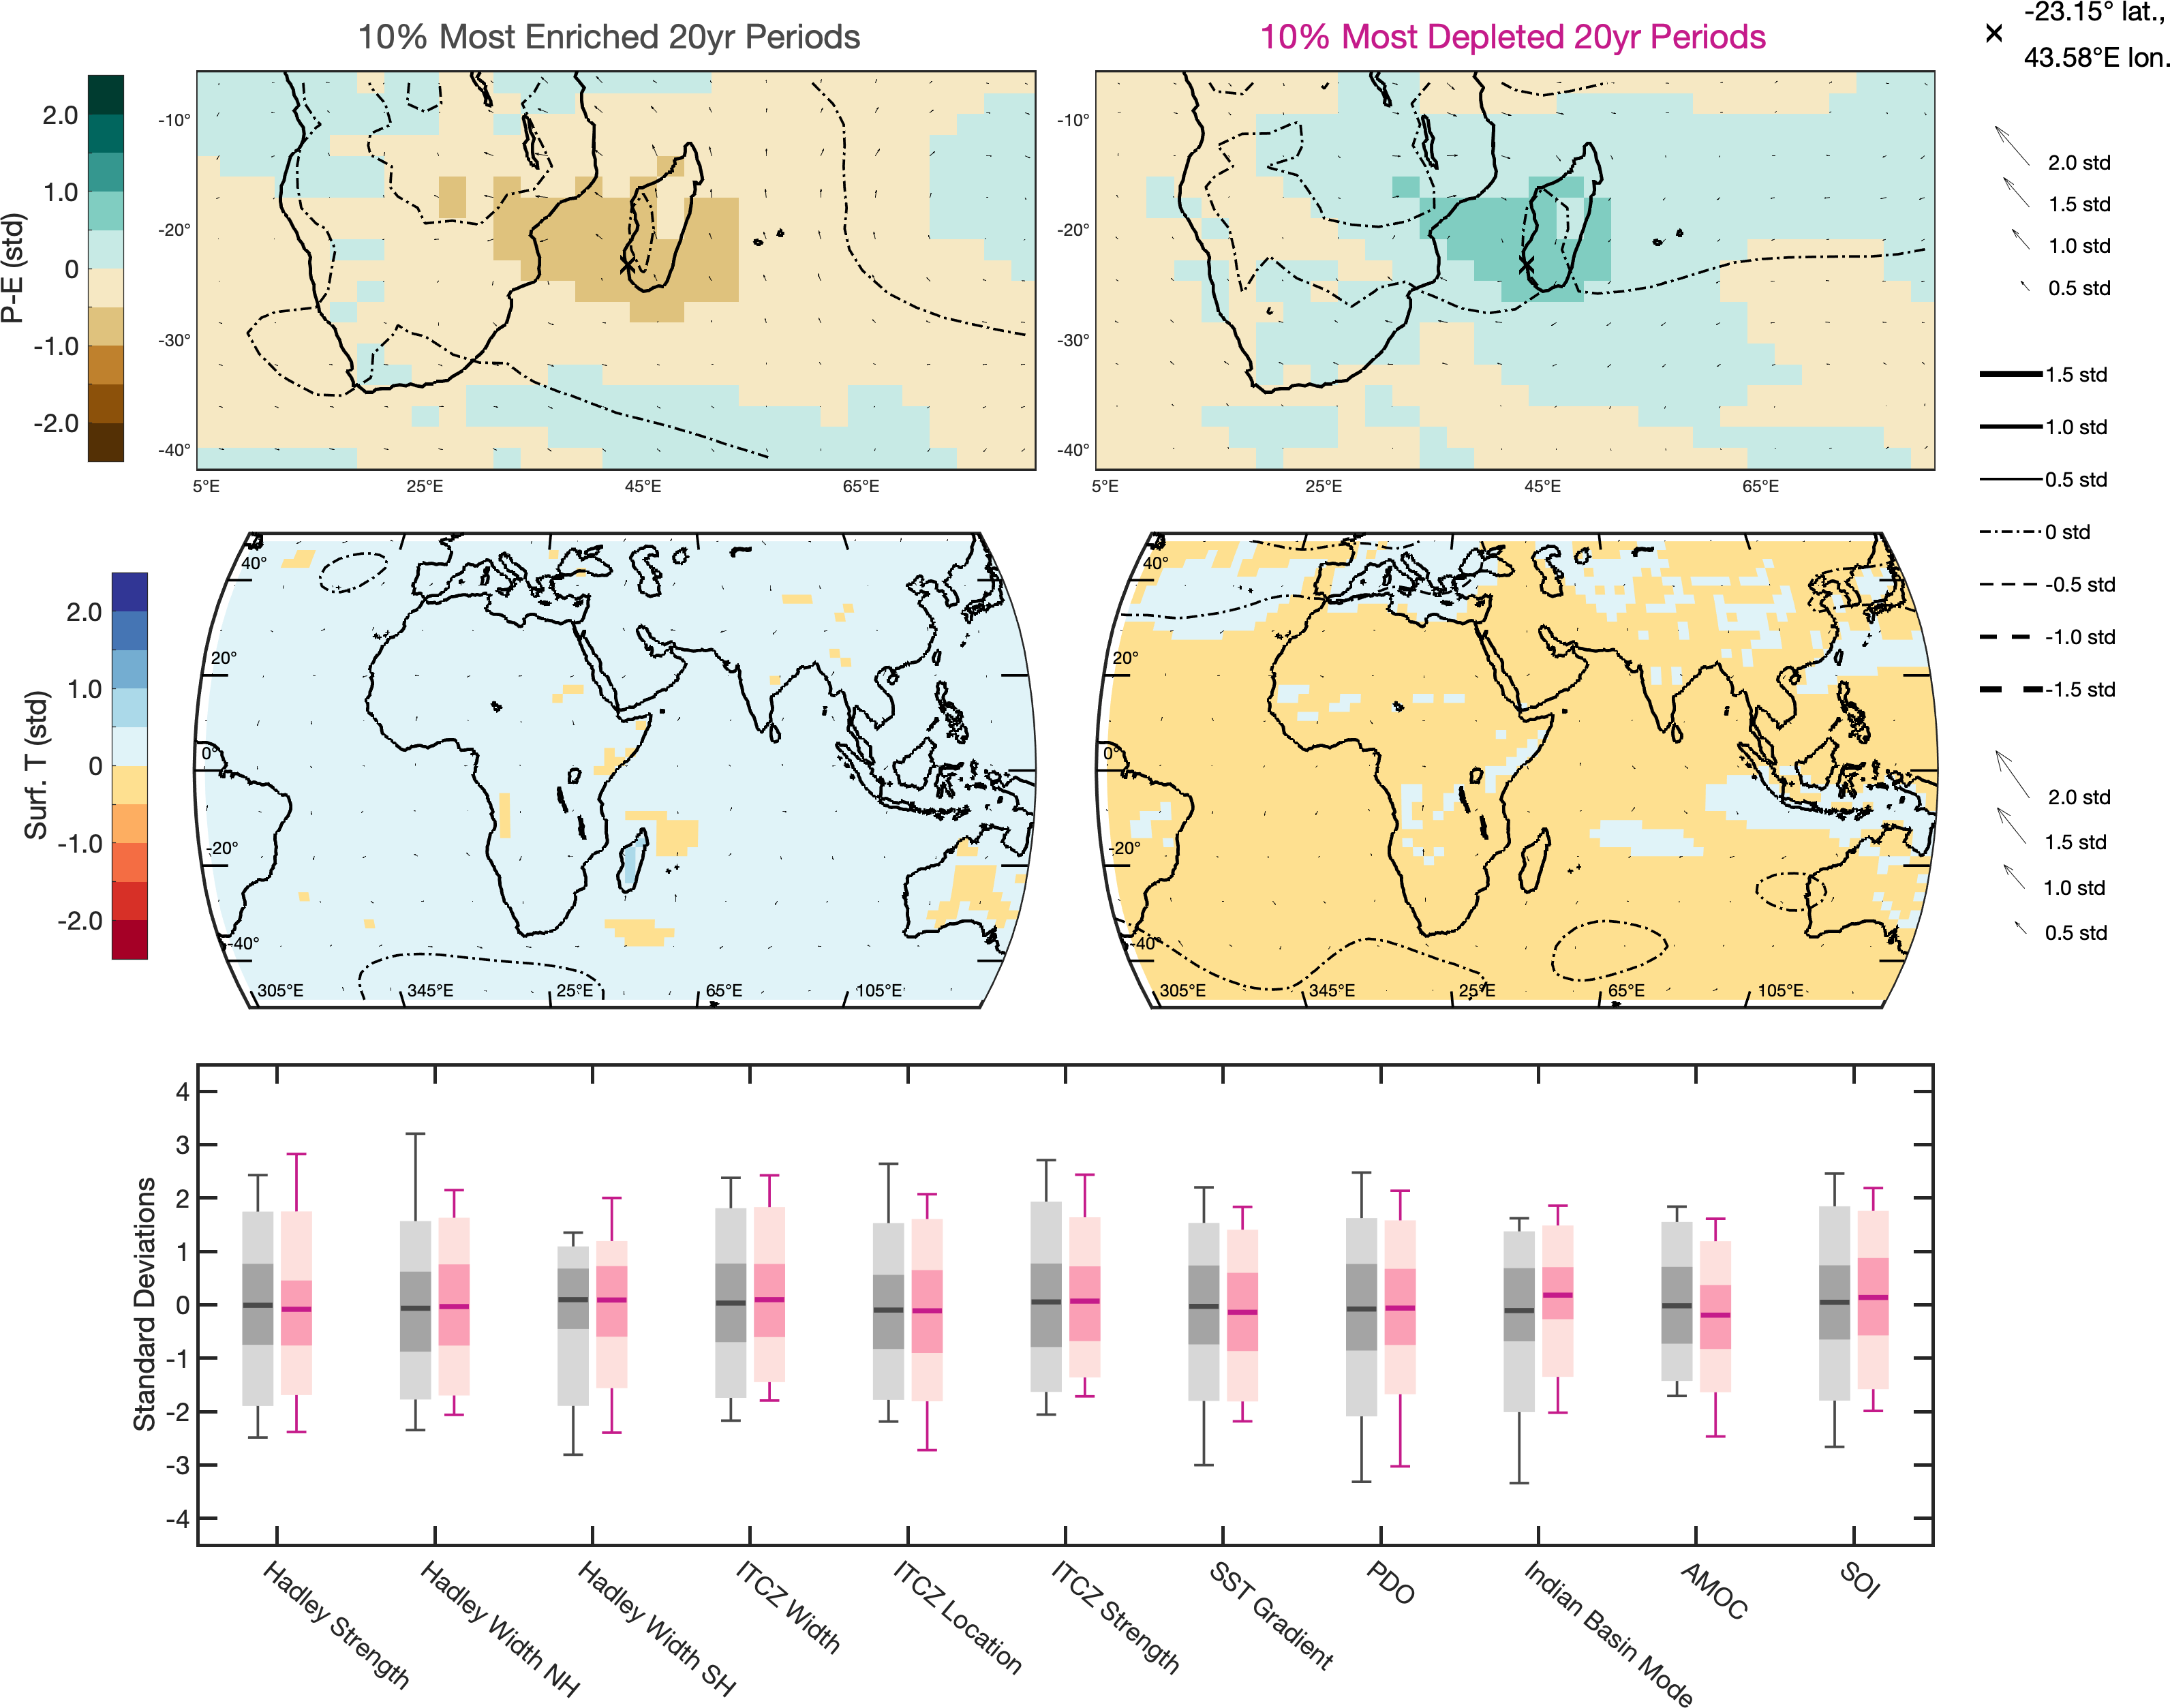 10% Most Enriched 20yr Periods
10% Most Depleted 20yr Periods
-23.15° lat.,
43.58°E lon.
P-E (std)
2.0
1.0
0
-1.0
-2.0
-10°
-20°
-30°
-40°
5°E
25°E
45°E
65°E
-10°
-20°
-30°
-40°
5°E
25°E
45°E
65°E
2.0 std
1.5 std
1.0 std
0.5 std
1.5 std
1.0 std
0.5 std
0 std
-0.5 std
-1.0 std
-1.5 std
Surf. T (std)
2.0
1.0
0
-1.0
-2.0
40°
20°
0°
-20°
-40°
305°E
345°E
25°E
65°E
105°E
40°
20°
0°
-20°
-40°
305°E
345°E
25°E
65°E
105°E
2.0 std
1.5 std
1.0 std
0.5 std
Standard Deviations
4
3
2
1
0
-1
-2
-3
-4
Hadley Strength
Hadley Width NH
Hadley Width SH
ITCZ Width
ITCZ Location
ITCZ Strength
SST Gradient
PDO
Indian Basin Mode
AMOC
SOI